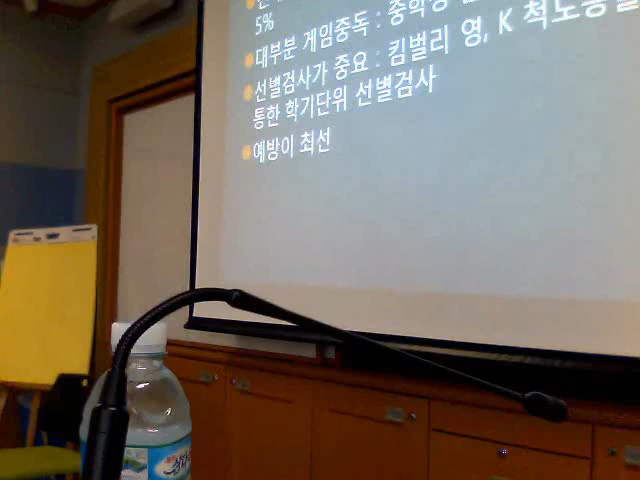 5%
대부분 게임중독 : 중학생
선별검사가 중요 : 킴벌리 영, K 척도등을
통한 학기단위 선별검사
예방이 최선